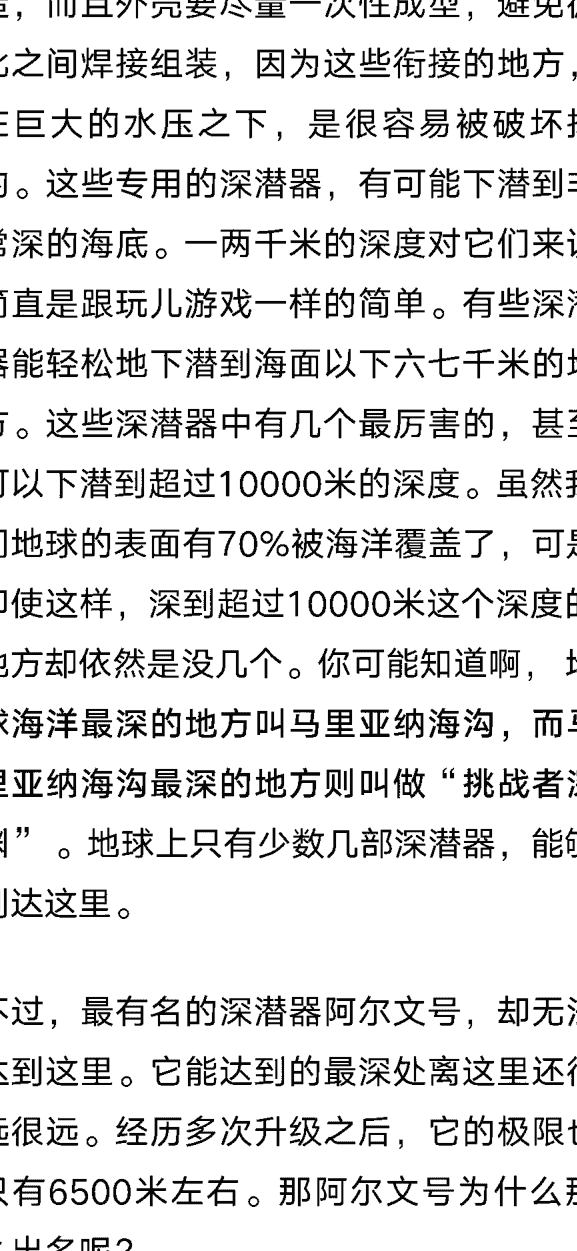 ，而且外壳要尽量一次性成型，避免
之间焊接组装，因为这些衔接的地方，
在巨大的水压之下，是很容易被破坏掉
的。这些专用的深潜器，有可能下潜到非
常深的海底。一两千米的深度对它们来说
简直是跟玩儿游戏一样的简单。有些深潜
器能轻松地下潜到海面以下六七千米的地
方。这些深潜器中有几个最厉害的，甚至
可以下潜到超过10000米的深度。虽然我
们地球的表面有70%被海洋覆盖了，可是
即使这样，深到超过10000米这个深度的
地方却依然是没几个。你可能知道啊，地
球海洋最深的地方叫马里亚纳海沟，而马
里亚纳海沟最深的地方则叫做“挑战者深
渊”。地球上只有少数几部深潜器，能够
到达这里。
不过，最有名的深潜器阿尔文号，却无法
达到这里。它能达到的最深处离这里还很
远很远。经历多次升级之后，它的极限也
只有6500米左右。那阿尔文号为什么那
么出名呢？